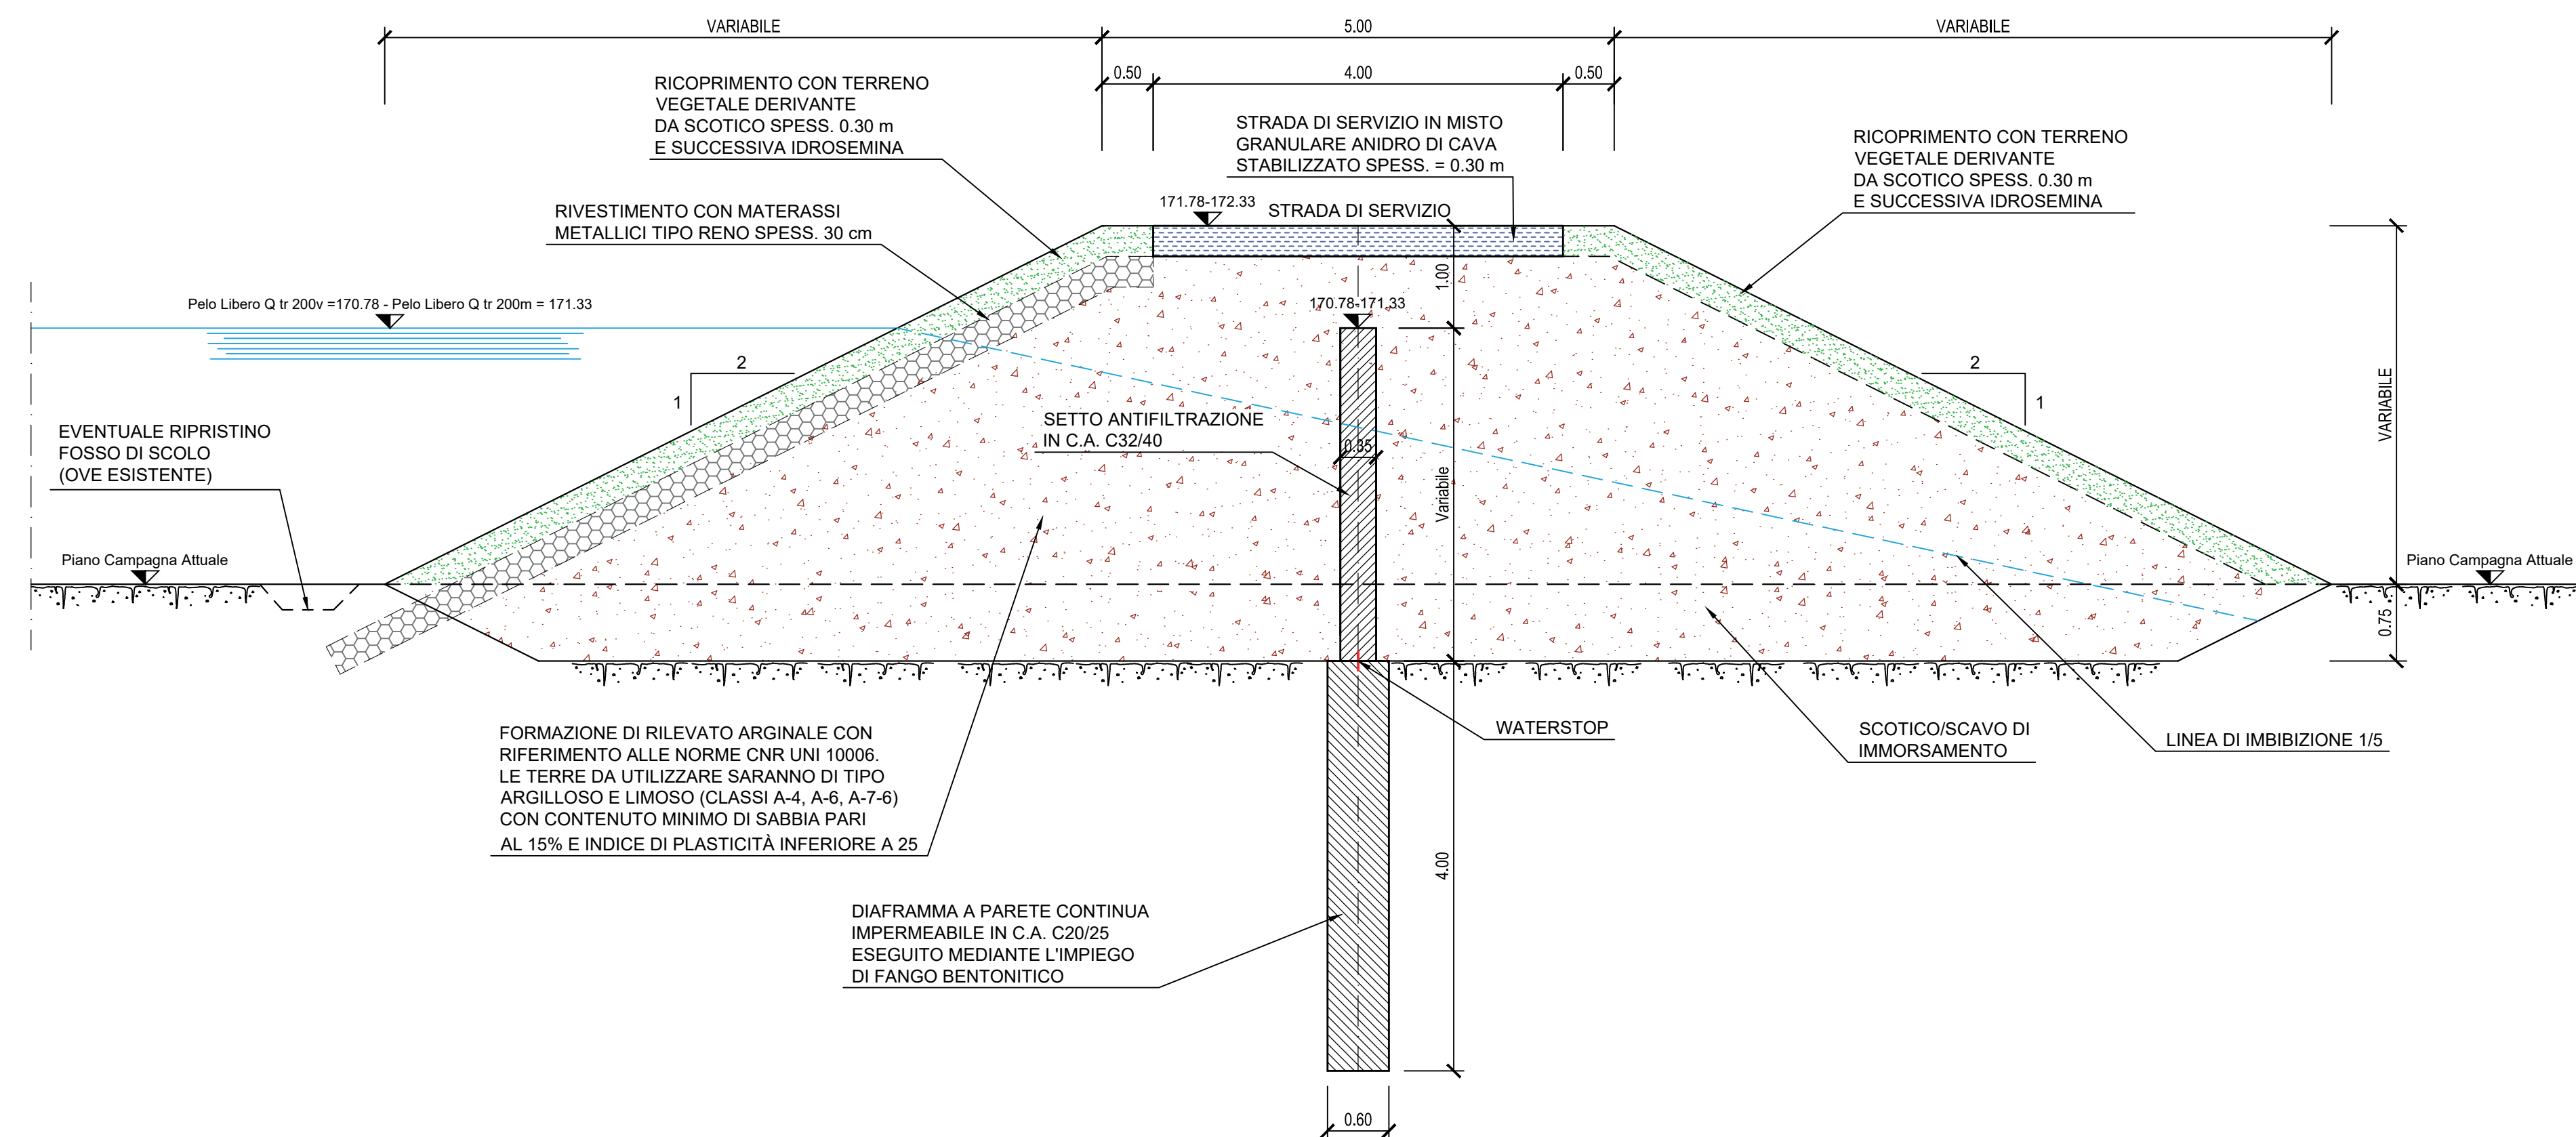 VARIABILE
5.00
VARIABILE
0.50
4.00
0.50
RICOPRIMENTO CON TERRENO
VEGETALE DERIVANTE
DA SCOTICO SPESS. 0.30 m
E SUCCESSIVA IDROSEMINA
STRADA DI SERVIZIO IN MISTO
GRANULARE ANIDRO DI CAVA
STABILIZZATO SPESS. = 0.30 m
RICOPRIMENTO CON TERRENO
VEGETALE DERIVANTE
DA SCOTICO SPESS. 0.30 m
E SUCCESSIVA IDROSEMINA
RIVESTIMENTO CON MATERASSI
METALLICI TIPO RENO SPESS. 30 cm
171.78-172.33
STRADA DI SERVIZIO
1.00
Pelo Libero Q tr 200v =170.78 - Pelo Libero Q tr 200m = 171.33
170.78-171.33
2
1
2
1
VARIABILE
EVENTUALE RIPRISTINO
FOSSO DI SCOLO
(OVE ESISTENTE)
SETTO ANTIFILTRAZIONE
IN C.A. C32/40
0.35
Variabile
Piano Campagna Attuale
Piano Campagna Attuale
0.75
FORMAZIONE DI RILEVATO ARGINALE CON
RIFERIMENTO ALLE NORME CNR UNI 10006.
LE TERRE DA UTILIZZARE SARANNO DI TIPO
ARGILLOSO E LIMOSO (CLASSI A-4, A-6, A-7-6)
CON CONTENUTO MINIMO DI SABBIA PARI
AL 15% E INDICE DI PLASTICITÀ INFERIORE A 25
WATERSTOP
SCOTICO/SCAVO DI
IMMORSAMENTO
LINEA DI IMBIBIZIONE 1/5
4.00
DIAFRAMMA A PARETE CONTINUA
IMPERMEABILE IN C.A. C20/25
ESEGUITO MEDIANTE L'IMPIEGO
DI FANGO BENTONITICO
0.60